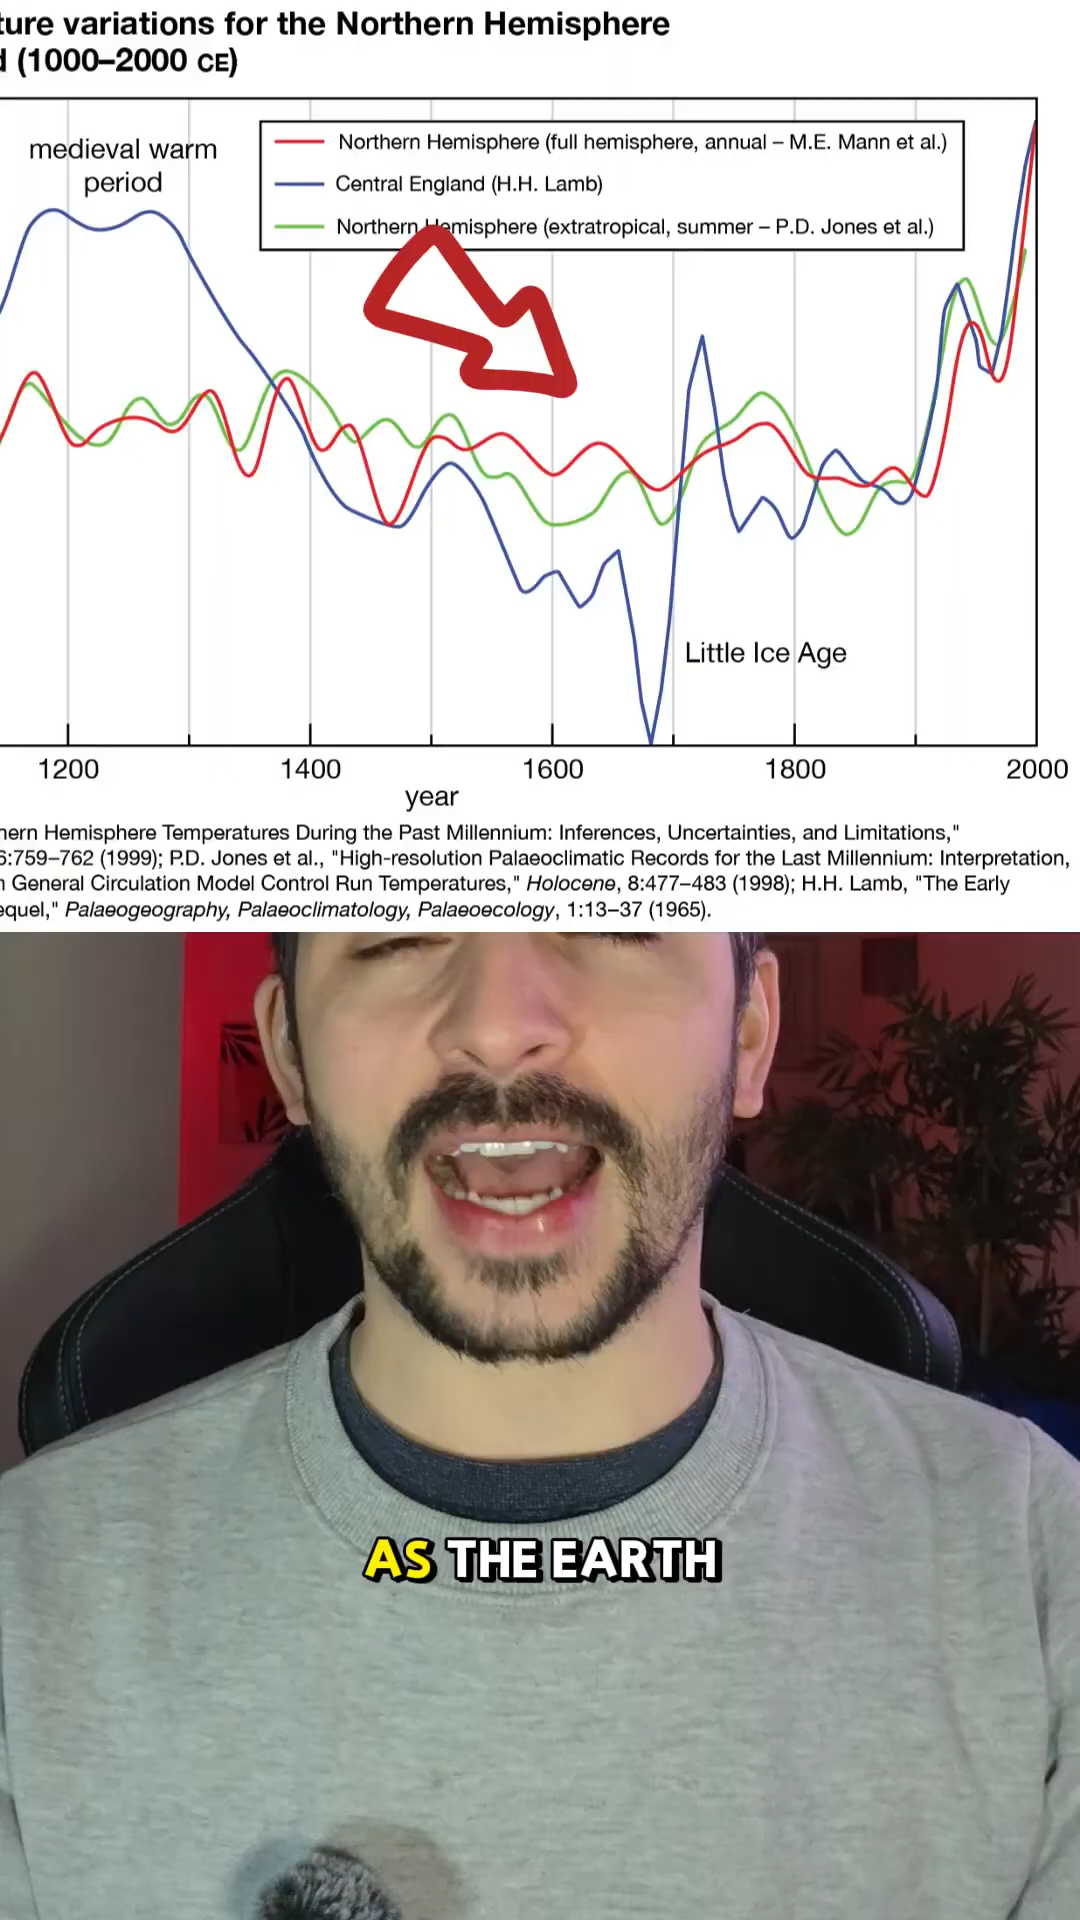 ture variations for the Northern Hemisphere
d (1000–2000 CE)
medieval warm
period
Northern Hemisphere (full hemisphere, annual – M.E. Mann et al.)
Central England (H.H. Lamb)
Northern Hemisphere (extratropical, summer – P.D. Jones et al.)
Little Ice Age
1200 1400 1600 1800 2000
year
hern Hemisphere Temperatures During the Past Millennium: Inferences, Uncertainties, and Limitations,"
6:759–762 (1999); P.D. Jones et al., "High-resolution Palaeoclimatic Records for the Last Millennium: Interpretation,
n General Circulation Model Control Run Temperatures," Holocene, 8:477–483 (1998); H.H. Lamb, "The Early
equel," Palaeogeography, Palaeoclimatology, Palaeoecology, 1:13–37 (1965).
AS THE EARTH